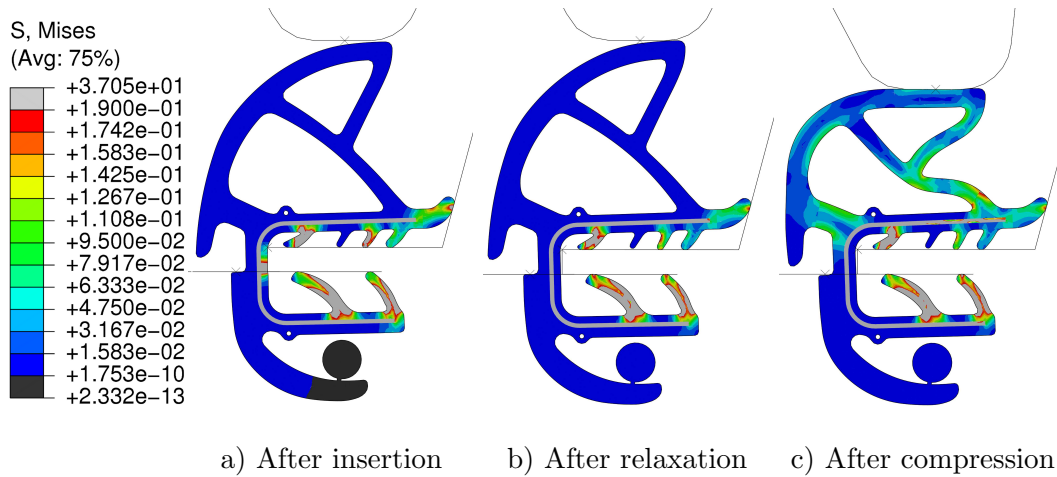 S, Mises
(Avg: 75%)
+3.705e+01
+1.900e-01
+1.742e-01
+1.583e-01
+1.425e-01
+1.267e-01
+1.108e-01
+9.500e-02
+7.917e-02
+6.333e-02
+4.750e-02
+3.167e-02
+1.583e-02
+1.753e-10
+2.332e-13
a) After insertion
b) After relaxation
c) After compression